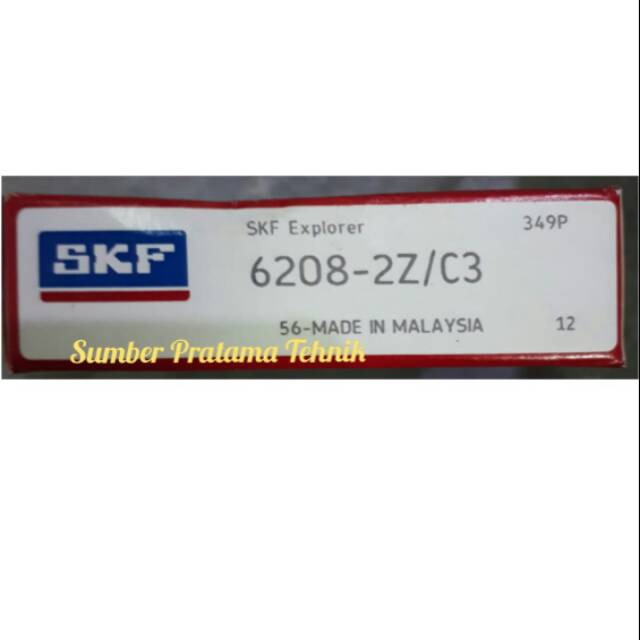 SKF
SKF Explorer 349P
6208-2Z/C3
56-MADE IN MALAYSIA 12
Sumber Pratama Tehnik